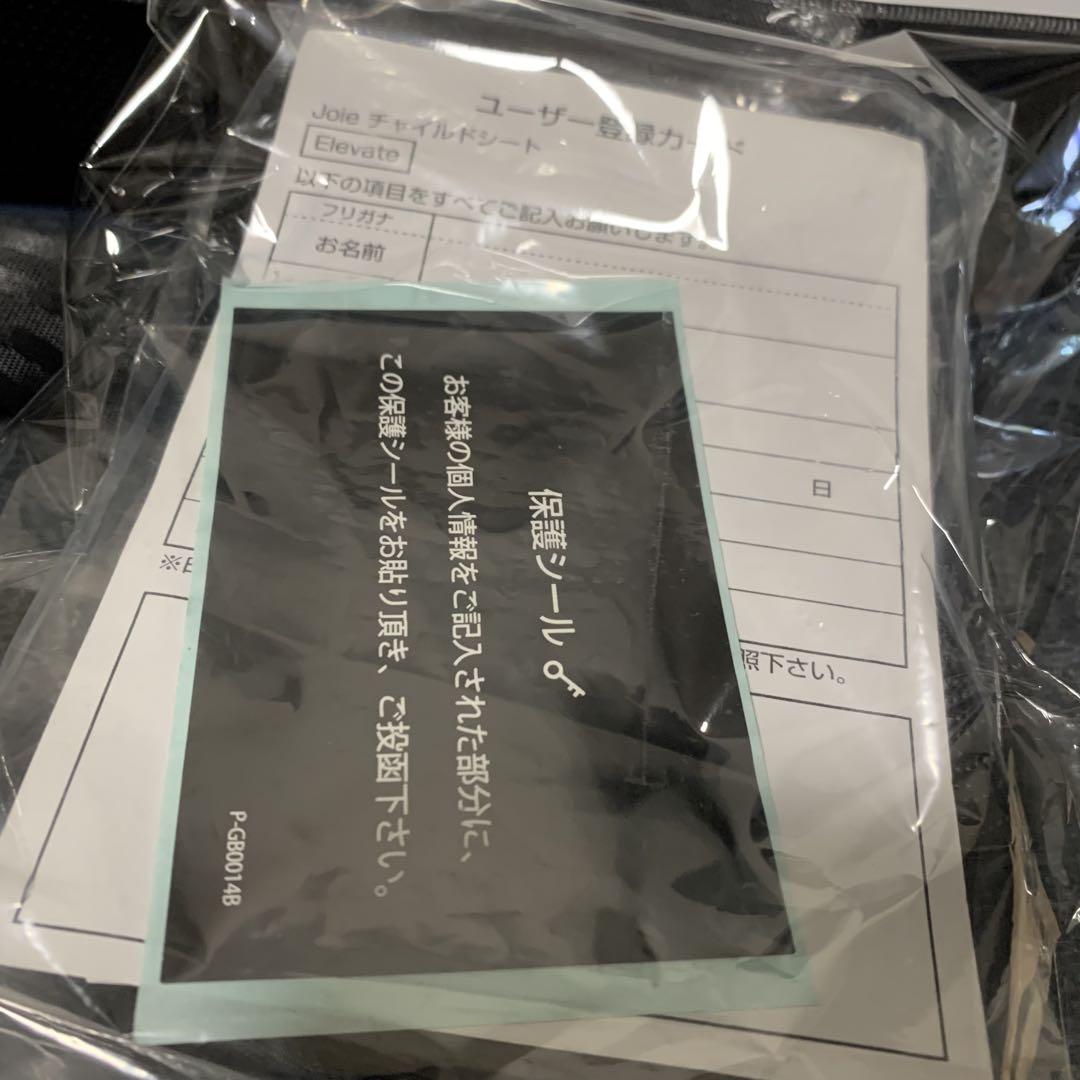 ユーザー登録カード
Joie チャイルドシート
Elevate
以下の項目をすべてご記入お願いします。
フリガナ
お名前
日
※日
照下さい。
保護シール
お客様の個人情報をご記入された部分に、
この保護シールをお貼り頂き、ご投函下さい。
P-GB0014B